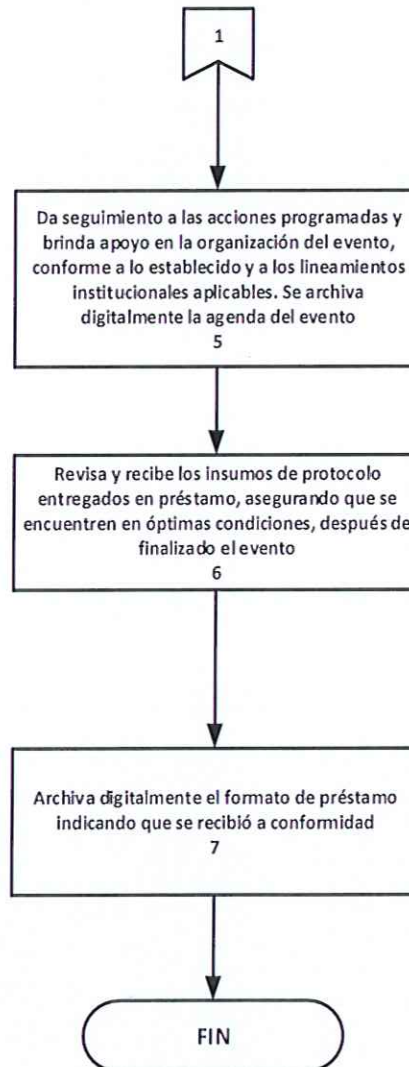 1
Da seguimiento a las acciones programadas y
brinda apoyo en la organización del evento,
conforme a lo establecido y a los lineamientos
institucionales aplicables. Se archiva
digitalmente la agenda del evento
5
Revisa y recibe los insumos de protocolo
entregados en préstamo, asegurando que se
encuentren en óptimas condiciones, después de
finalizado el evento
6
Archiva digitalmente el formato de préstamo
indicando que se recibió a conformidad
7
FIN